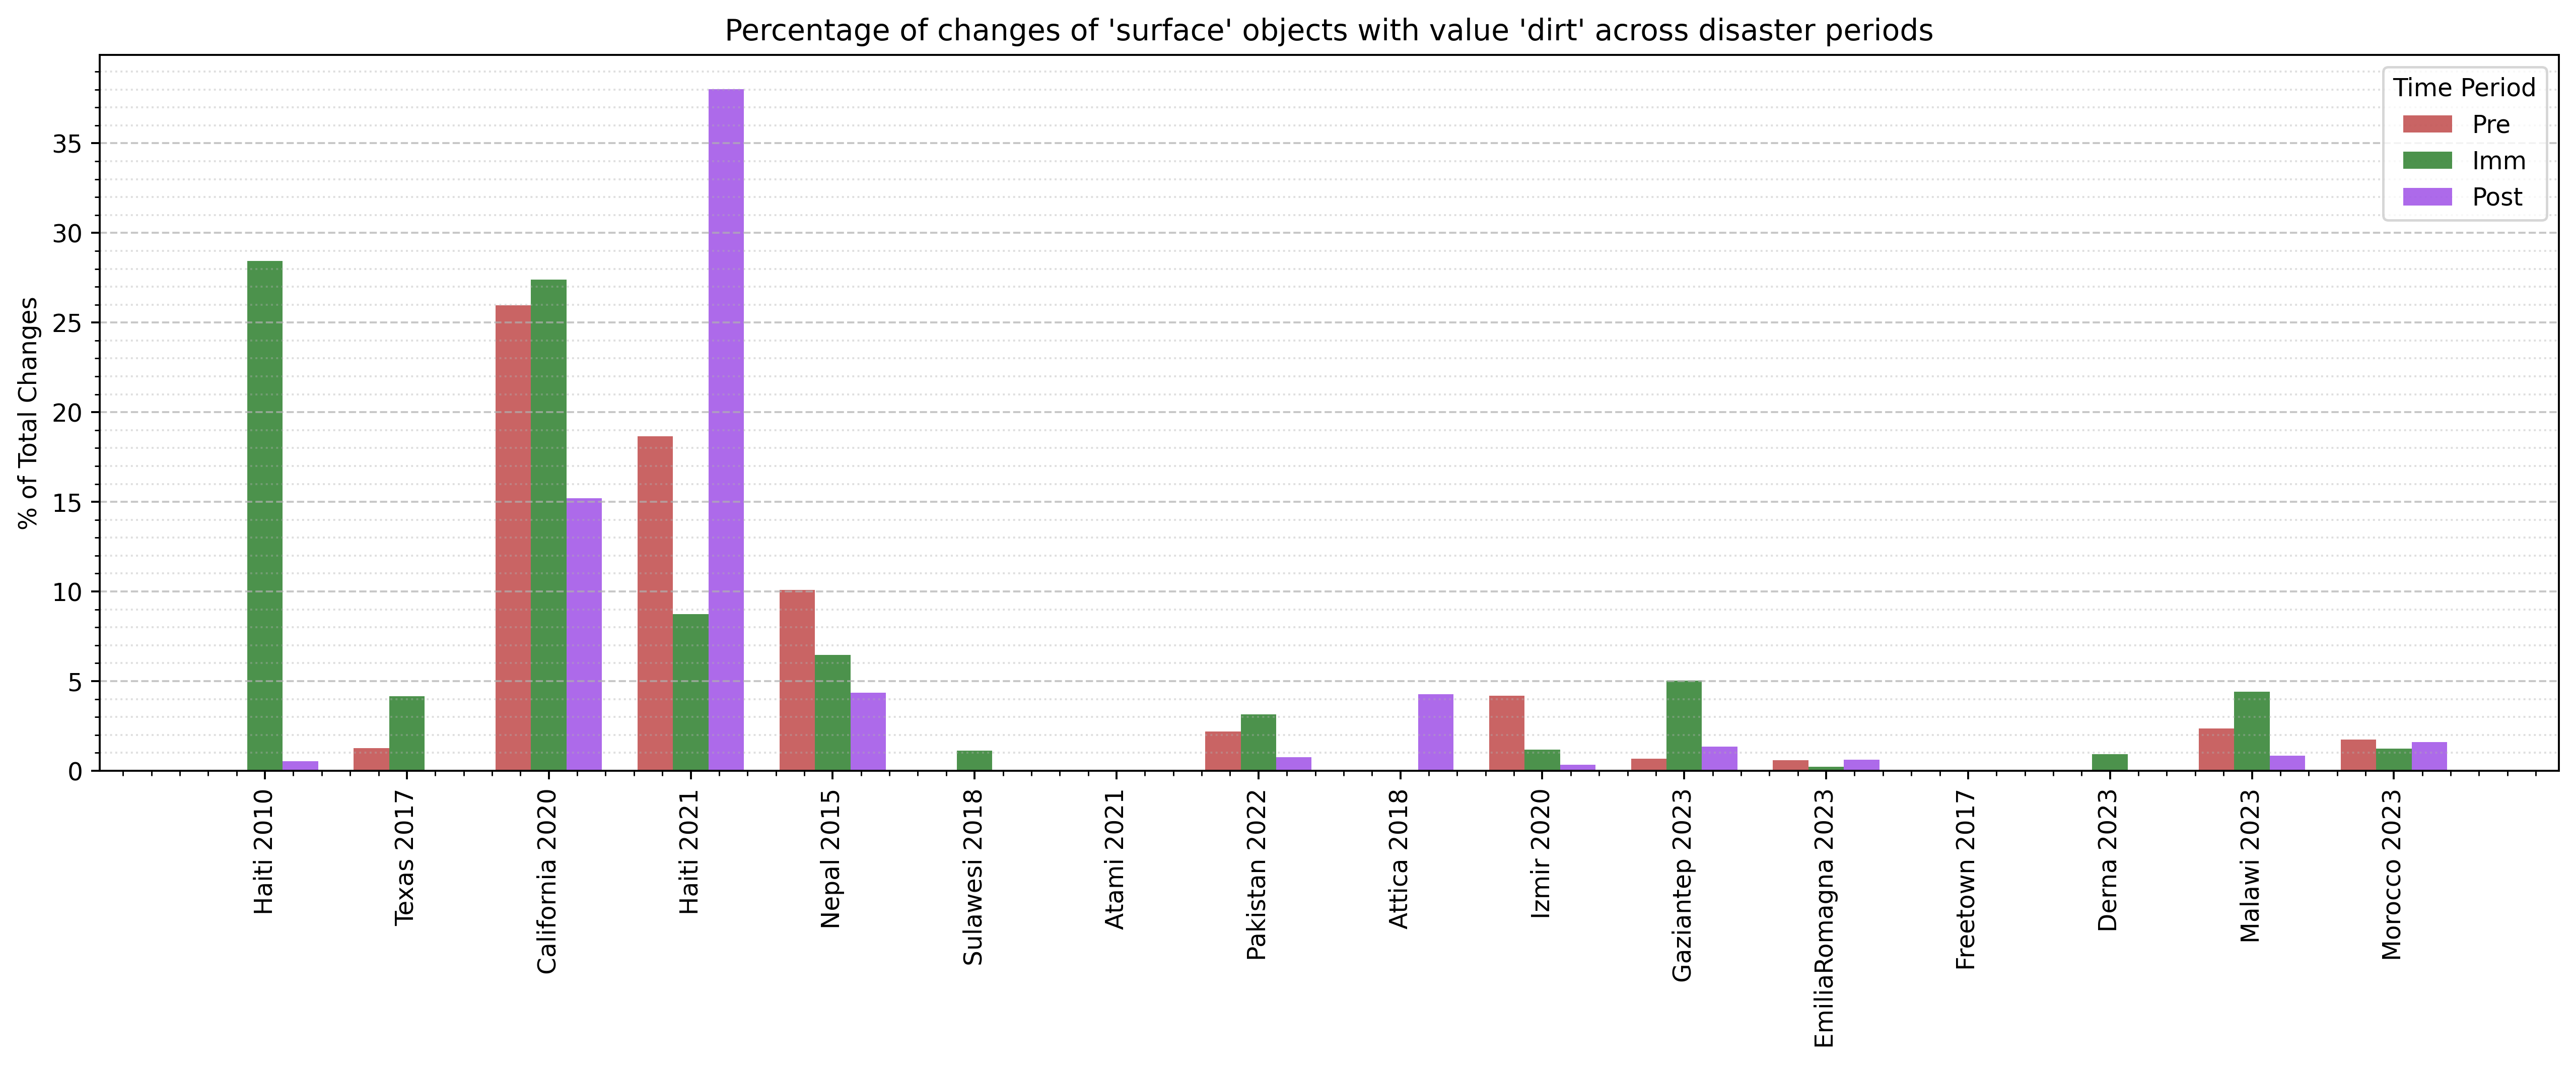 Percentage of changes of 'surface' objects with value 'dirt' across disaster periods
% of Total Changes
35
30
25
20
15
10
5
0
Time Period
Pre
Imm
Post
Haiti 2010
Texas 2017
California 2020
Haiti 2021
Nepal 2015
Sulawesi 2018
Atami 2021
Pakistan 2022
Attica 2018
Izmir 2020
Gaziantep 2023
EmiliaRomagna 2023
Freetown 2017
Derna 2023
Malawi 2023
Morocco 2023